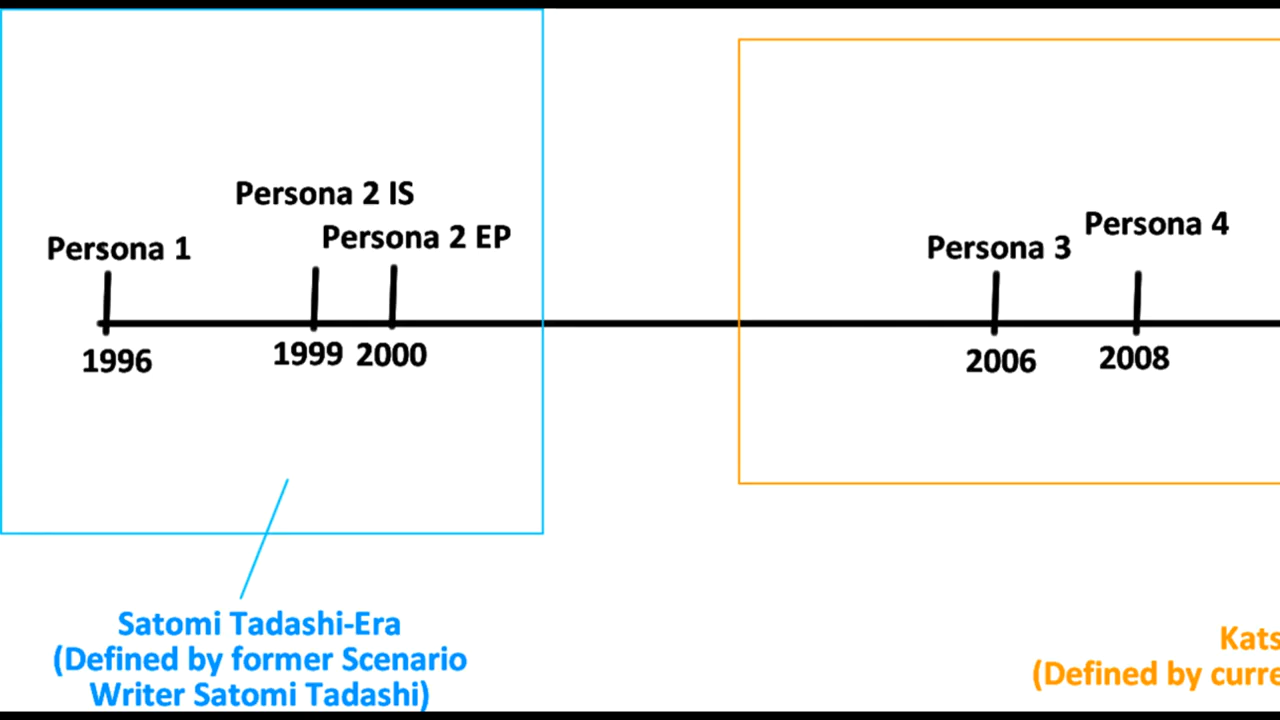 Persona 2 IS
Persona 2 EP
Persona 1
1996
1999
2000
Persona 4
Persona 3
2006
2008
Satomi Tadashi-Era
(Defined by former Scenario
Writer Satomi Tadashi)
Kats
(Defined by curre